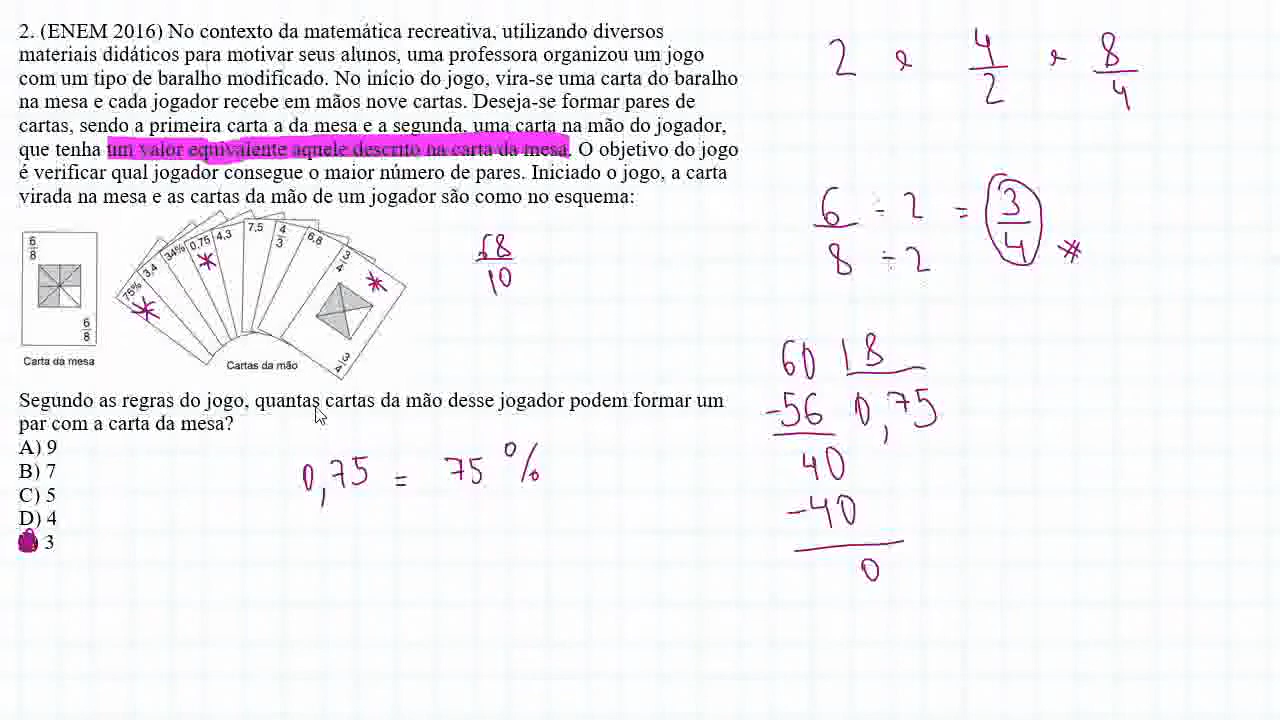 2. (ENEM 2016) No contexto da matemática recreativa, utilizando diversos
materiais didáticos para motivar seus alunos, uma professora organizou um jogo
com um tipo de baralho modificado. No início do jogo, vira-se uma carta do baralho
na mesa e cada jogador recebe em mãos nove cartas. Deseja-se formar pares de
cartas, sendo a primeira carta a da mesa e a segunda, uma carta na mão do jogador,
que tenha um valor equivalente aquele descrito na carta da mesa. O objetivo do jogo
é verificar qual jogador consegue o maior número de pares. Iniciado o jogo, a carta
virada na mesa e as cartas da mão de um jogador são como no esquema:
6/8
6/8
Carta da mesa
75%
3,4
34%
0,75
4,3
7,5
4/3
6,8
3/4
3/4
Cartas da mão
68/10
Segundo as regras do jogo, quantas cartas da mão desse jogador podem formar um
par com a carta da mesa?
A) 9
B) 7
C) 5
D) 4
3
0,75 = 75 %
2 e 4/2 e 8/4
6 ÷ 2 = 3
8 ÷ 2 4 *
60 8
-56 0,75
40
-40
0